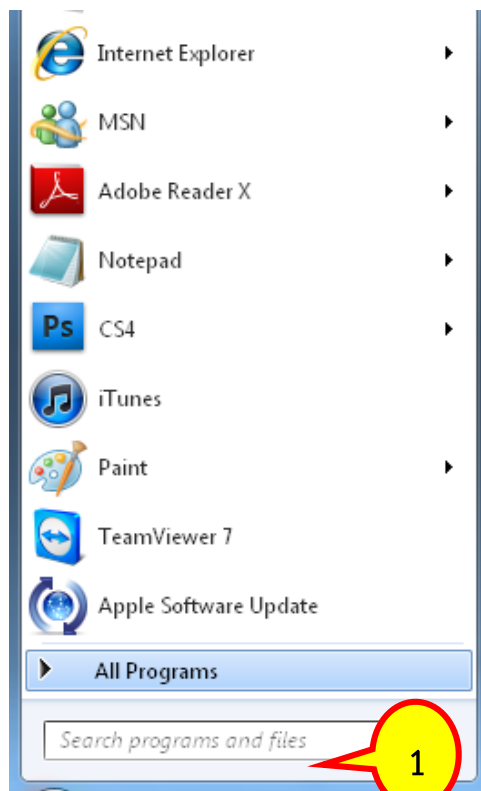 Internet Explorer
MSN
Adobe Reader X
Notepad
Ps CS4
iTunes
Paint
TeamViewer 7
Apple Software Update
All Programs
Search programs and files
1